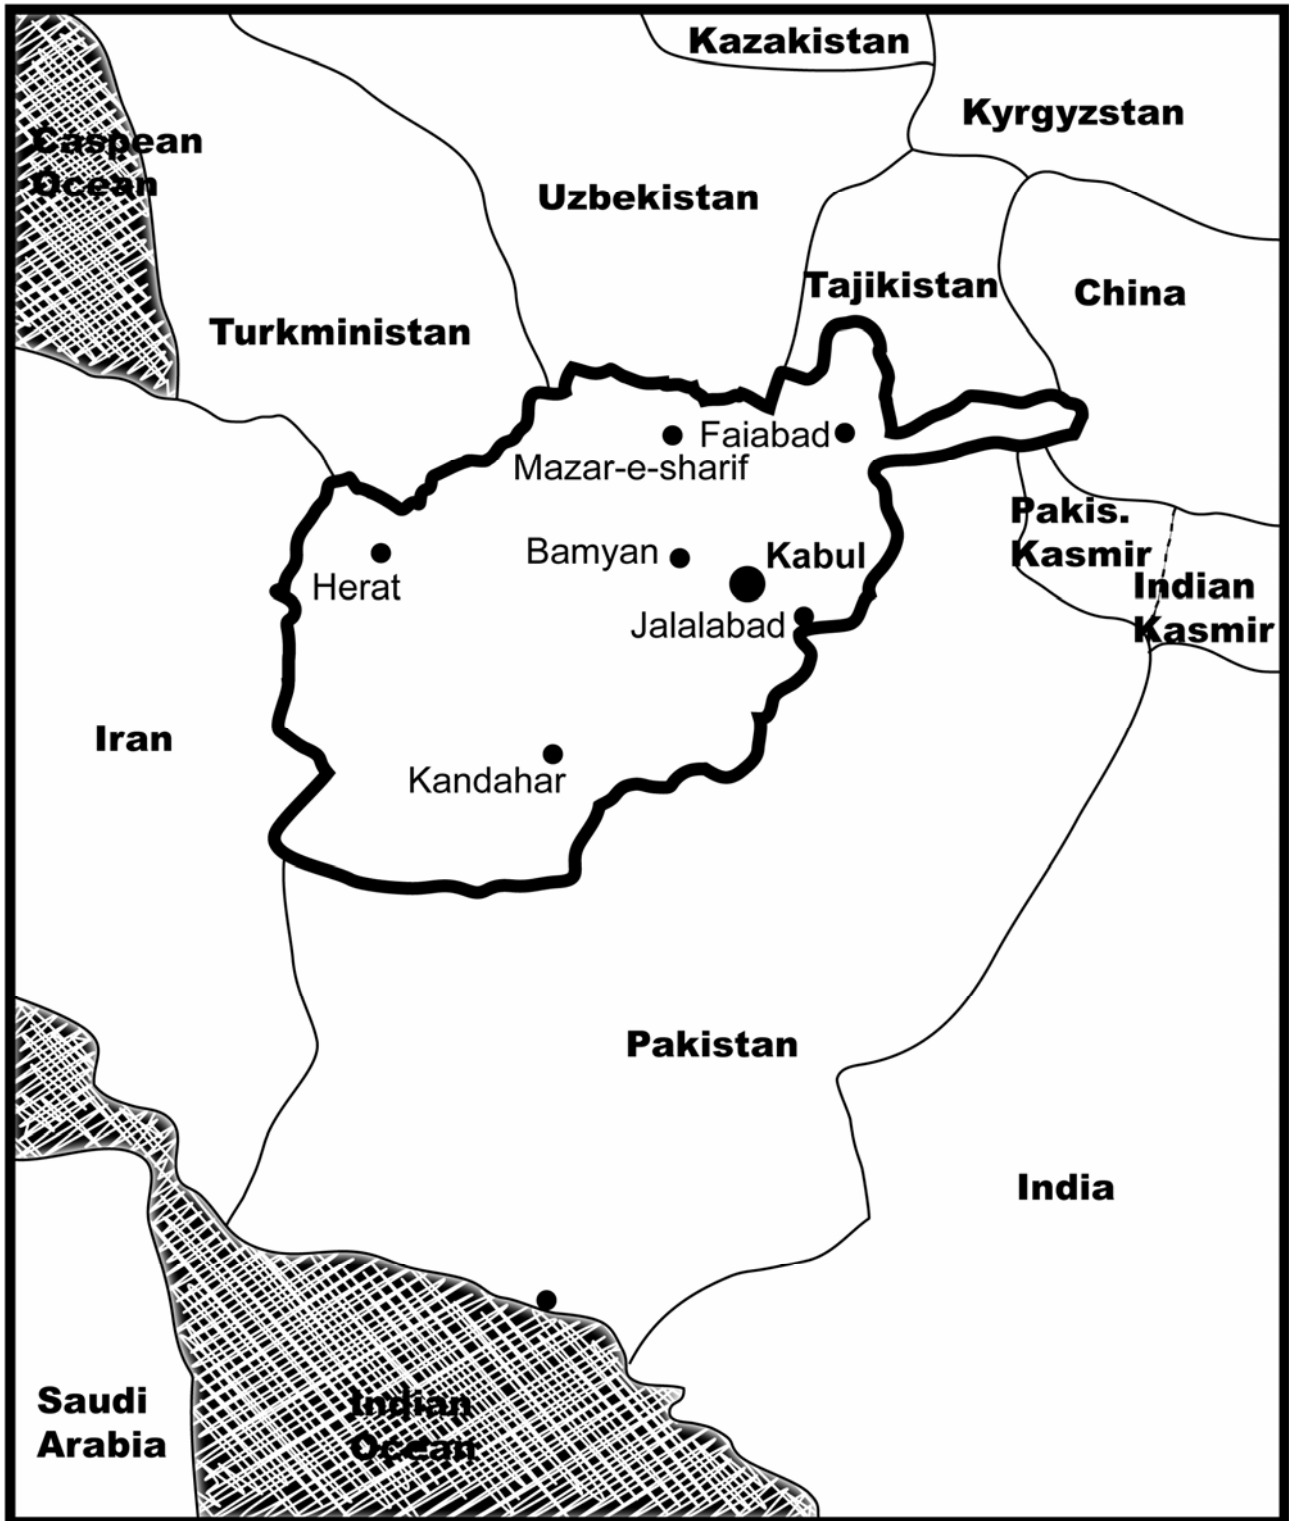 Kazakistan
Kyrgyzstan
Caspean
Ocean
Uzbekistan
Tajikistan
China
Turkministan
Faiabad
Mazar-e-sharif
Pakis.
Kasmir
Bamyan
Kabul
Herat
Indian
Kasmir
Jalalabad
Iran
Kandahar
Pakistan
India
Saudi
Arabia
Indian
Ocean